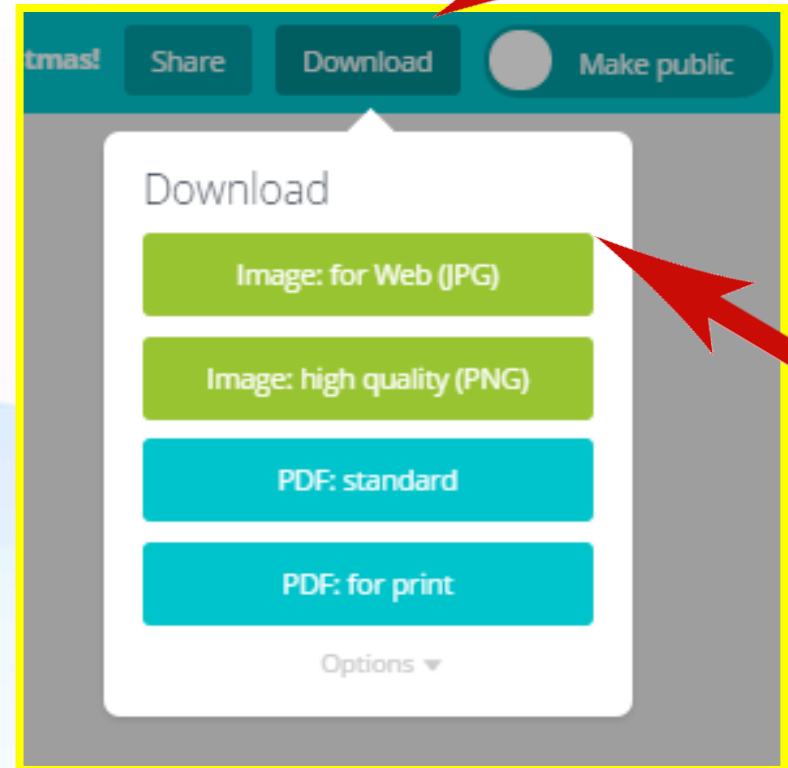 tmas! Share Download Make public
Download
Image: for Web (JPG)
Image: high quality (PNG)
PDF: standard
PDF: for print
Options